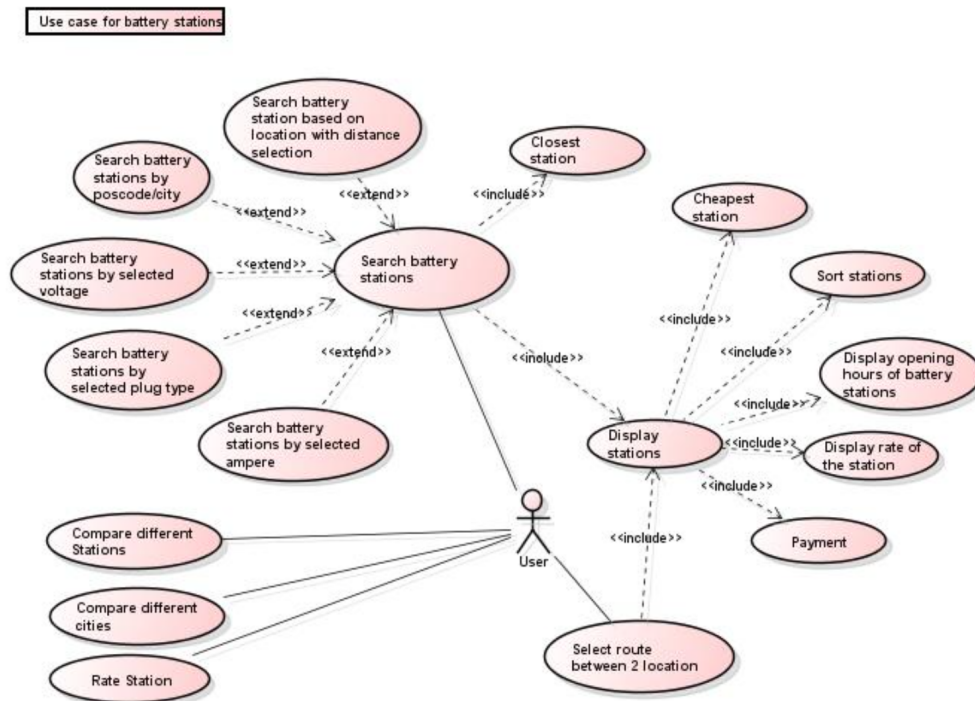 Use case for battery stations
Search battery
station based on
location with distance
selection
Closest
station
Search battery
stations by
poscode/city
Cheapest
station
<<extend>>
<<include>>
<<extend>>
Search battery
stations by selected
voltage
<<extend>>
Search battery
stations
Sort stations
<<extend>>
<<include>>
Search battery
stations by
selected plug type
<<extend>>
<<include>>
<<include>>
Display opening
hours of battery
stations
<<include>>
Search battery
stations by selected
ampere
Display
stations
<<include>>
Display rate of
the station
<<include>>
Compare different
Stations
User
<<include>>
Payment
Compare different
cities
Select route
between 2 location
Rate Station